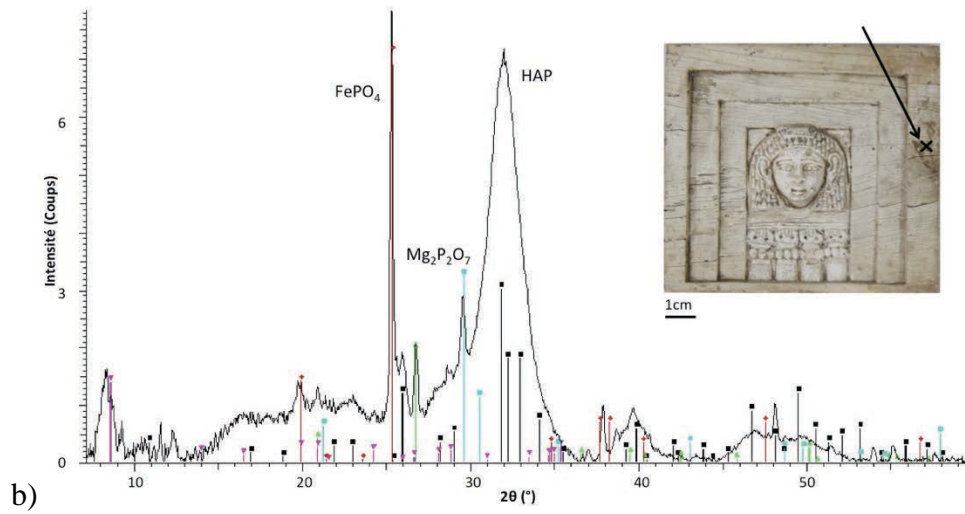 6
3
0
Intensité (Coups)
FePO₄
Mg₂P₂O₇
HAP
1cm
10
20
30
40
50
2θ (°)
b)